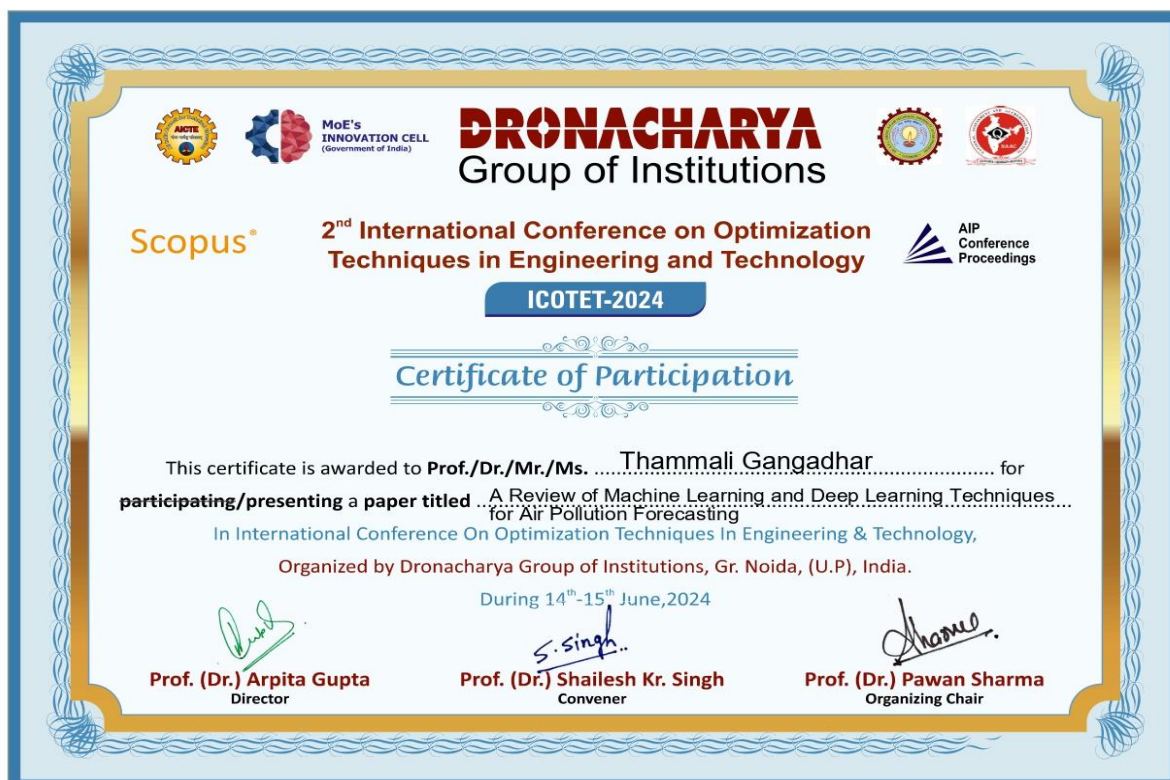 AICTE
MoE's
INNOVATION CELL
(Government of India)
DRONACHARYA
Group of Institutions
NAAC
Scopus®
2nd International Conference on Optimization
Techniques in Engineering and Technology
AIP
Conference
Proceedings
ICOTET-2024
Certificate of Participation
This certificate is awarded to Prof./Dr./Mr./Ms. Thammali Gangadhar for
participating/presenting a paper titled A Review of Machine Learning and Deep Learning Techniques
for Air Pollution Forecasting
In International Conference On Optimization Techniques In Engineering & Technology,
Organized by Dronacharya Group of Institutions, Gr. Noida, (U.P), India.
During 14th-15th June,2024
S. Singh
Sharma
Prof. (Dr.) Arpita Gupta
Director
Prof. (Dr.) Shailesh Kr. Singh
Convener
Prof. (Dr.) Pawan Sharma
Organizing Chair